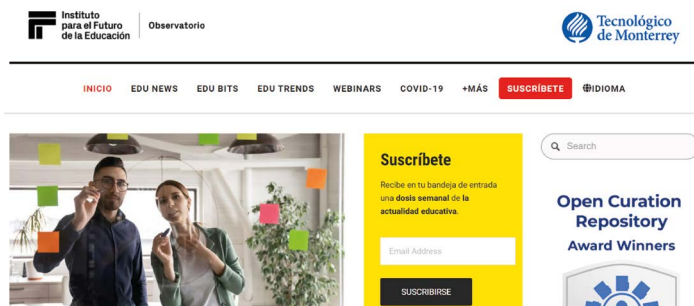 Instituto
para el Futuro
de la Educación
Observatorio
Tecnológico
de Monterrey
INICIO EDU NEWS EDU BITS EDU TRENDS WEBINARS COVID-19 +MÁS SUSCRÍBETE IDIOMA
Suscríbete
Recibe en tu bandeja de entrada
una dosis semanal de la
actualidad educativa.
Email Address
SUSCRIBIRSE
Search
Open Curation
Repository
Award Winners